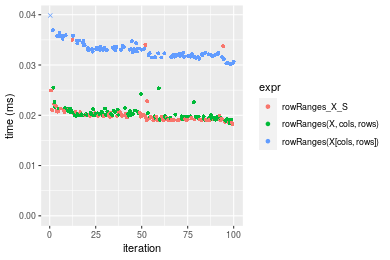 0.04
0.03
0.02
0.01
0.00
time (ms)
0
25
50
75
100
iteration
expr
rowRanges_X_S
rowRanges(X, cols, rows)
rowRanges(X[cols, rows])